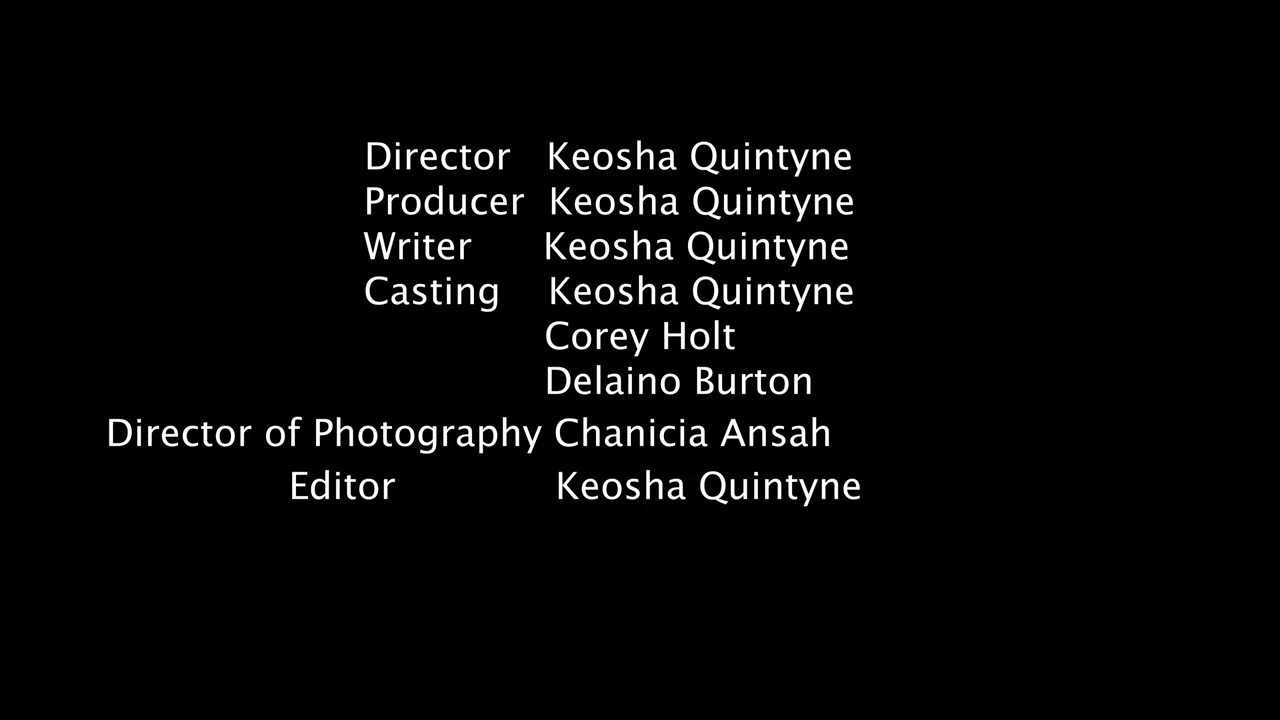 Director Keosha Quintyne
Producer Keosha Quintyne
Writer Keosha Quintyne
Casting Keosha Quintyne
Corey Holt
Delaino Burton
Director of Photography Chanicia Ansah
Editor Keosha Quintyne